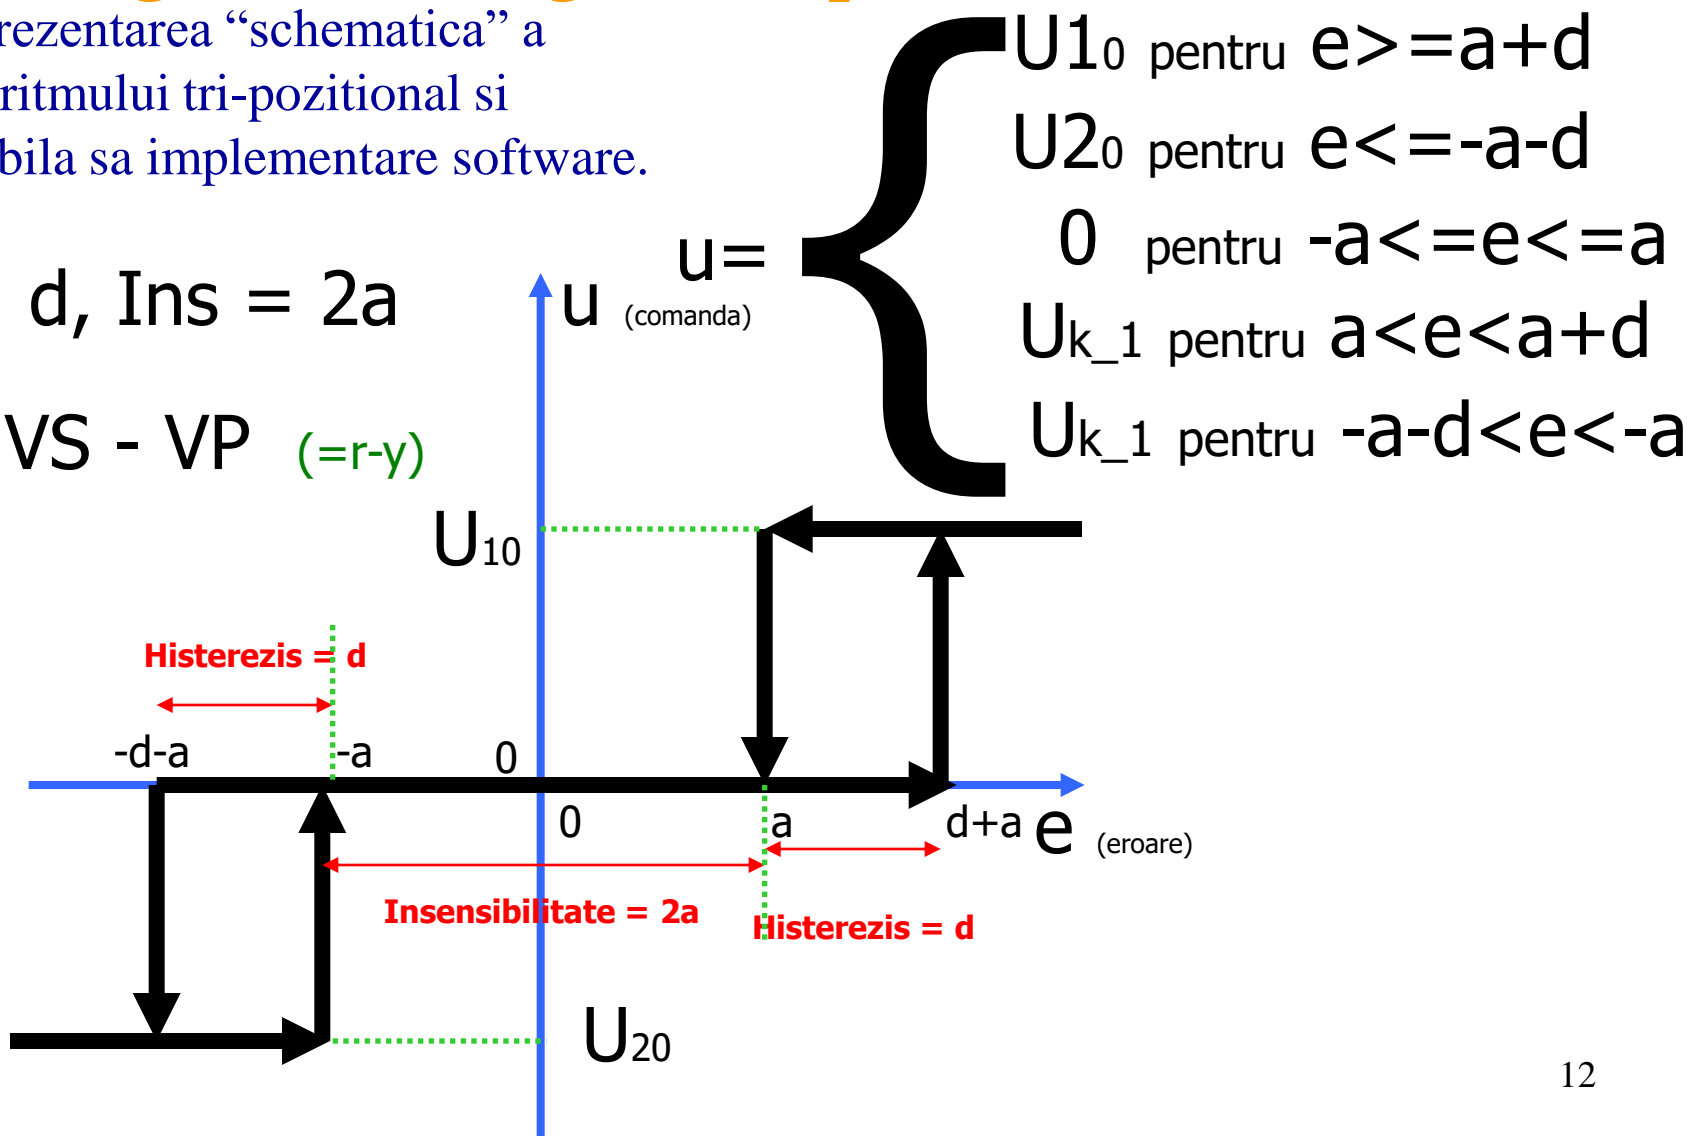 rezentarea “schematica” a
ritmului tri-pozitional si
bila sa implementare software.
u=
U10 pentru e>=a+d
U20 pentru e<=-a-d
0 pentru -a<=e<=a
Uk_1 pentru a<e<a+d
Uk_1 pentru -a-d<e<-a
d, Ins = 2a
u (comanda)
VS - VP (=r-y)
U10
Histerezis = d
-d-a
-a
0
0
a
d+a
e (eroare)
Insensibilitate = 2a
Histerezis = d
U20
12